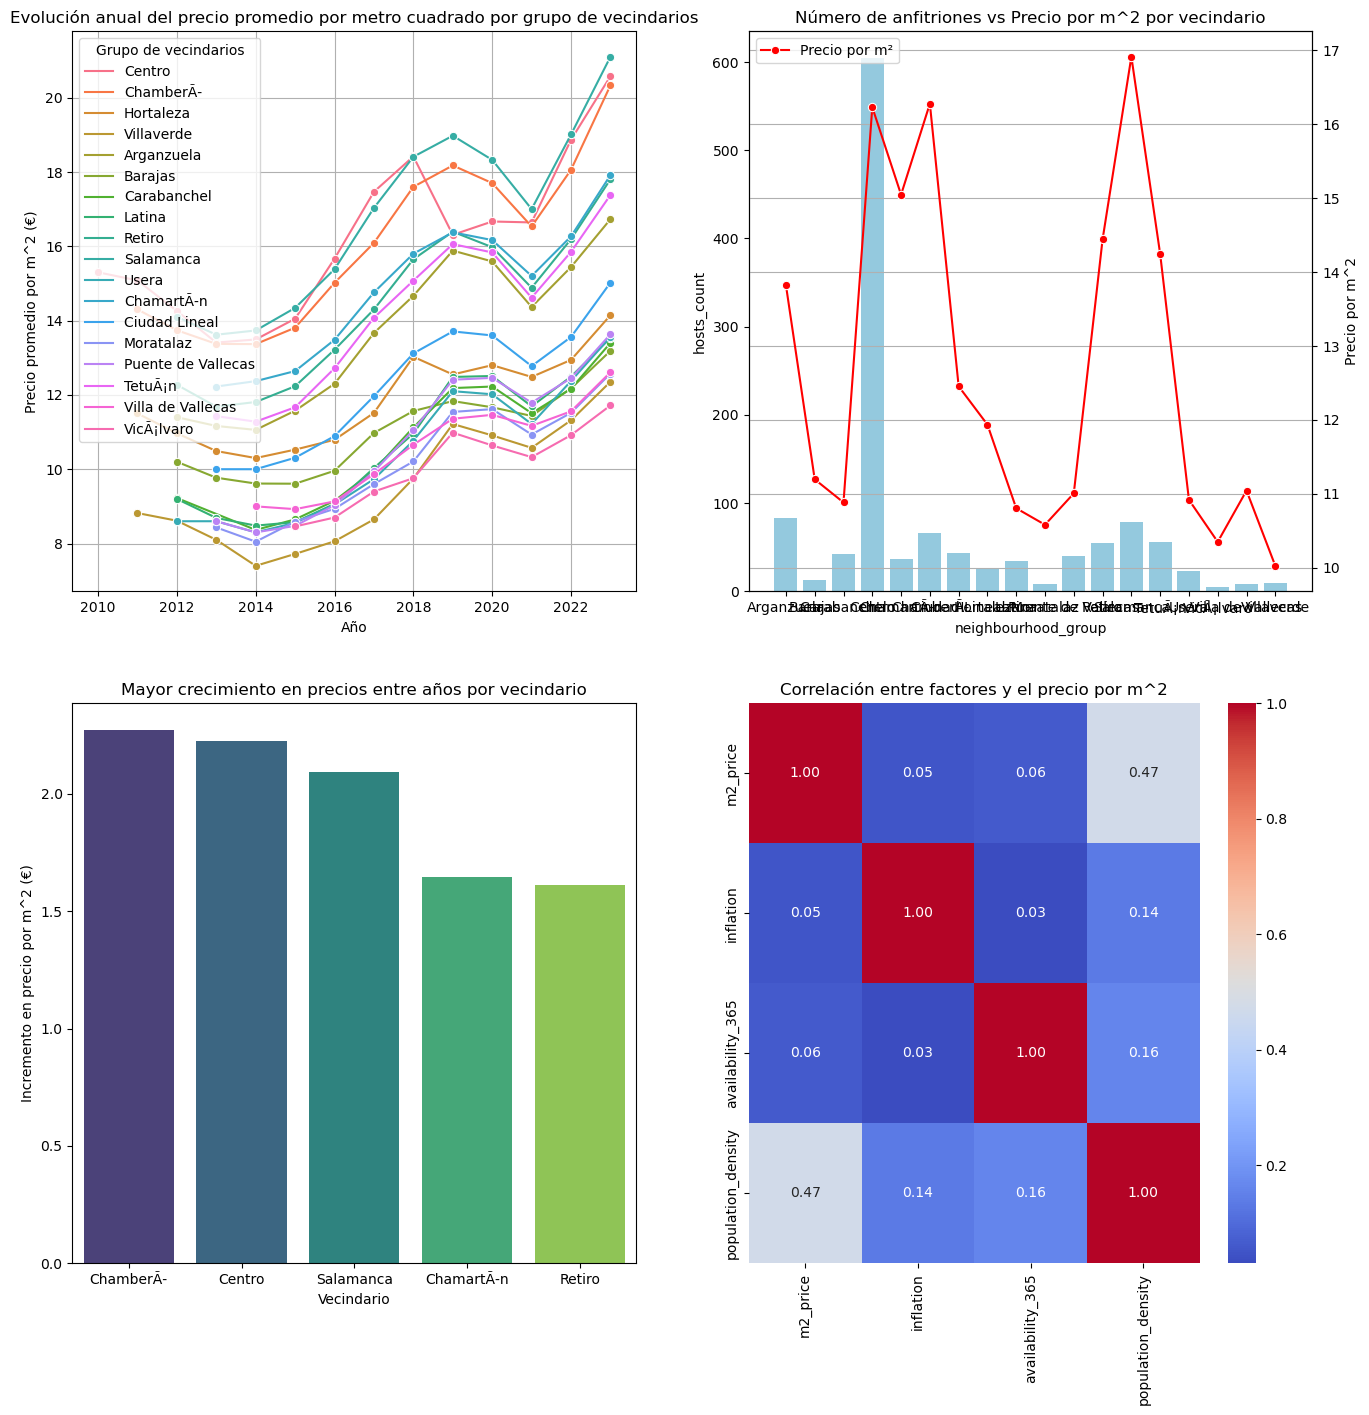 Evolución anual del precio promedio por metro cuadrado por grupo de vecindarios
Grupo de vecindarios
Centro
ChamberÃ-
Hortaleza
Villaverde
Arganzuela
Barajas
Carabanchel
Latina
Retiro
Salamanca
Usera
ChamartÃ-n
Ciudad Lineal
Moratalaz
Puente de Vallecas
TetuÃ¡n
Villa de Vallecas
VicÃ¡lvaro
Precio promedio por m^2 (€)
20
18
16
14
12
10
8
2010 2012 2014 2016 2018 2020 2022
Año
Número de anfitriones vs Precio por m^2 por vecindario
Precio por m²
hosts_count
600
500
400
300
200
100
0
17
16
15
14
13
12
11
10
Precio por m^2
neighbourhood_group
Mayor crecimiento en precios entre años por vecindario
Incremento en precio por m^2 (€)
2.0
1.5
1.0
0.5
0.0
ChamberÃ- Centro Salamanca ChamartÃ-n Retiro
Vecindario
Correlación entre factores y el precio por m^2
m2_price
inflation
availability_365
population_density
1.00 0.05 0.06 0.47
0.05 1.00 0.03 0.14
0.06 0.03 1.00 0.16
0.47 0.14 0.16 1.00
m2_price
inflation
availability_365
population_density
1.0
0.8
0.6
0.4
0.2